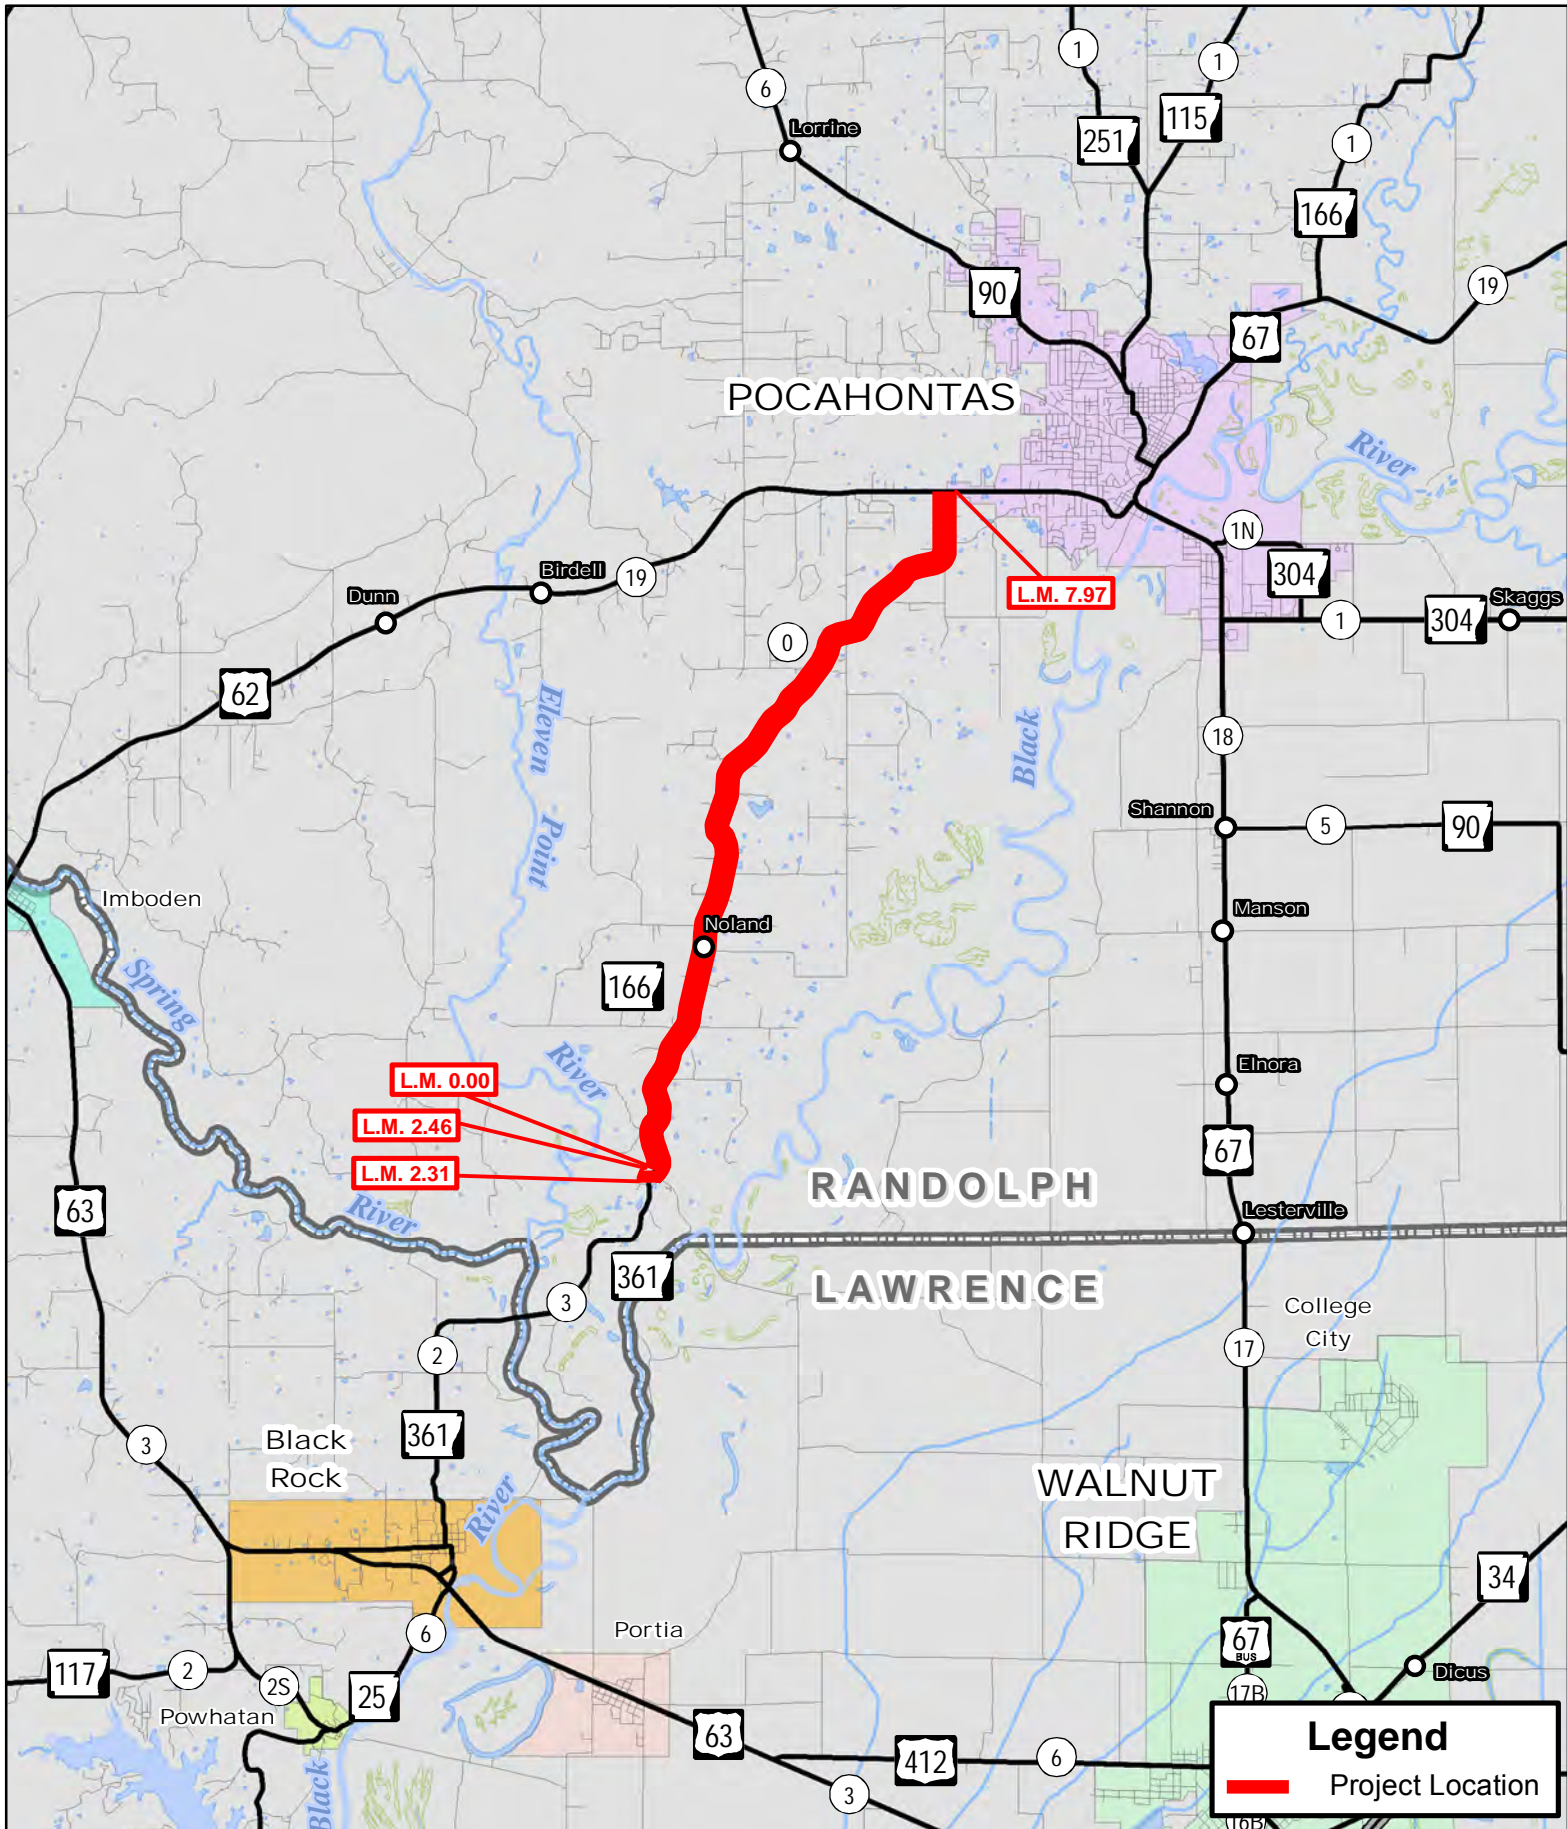 1
6
1
Lorrine
251
115
1
166
90
19
67
POCAHONTAS
River
1N
Birdell
19
304
L.M. 7.97
Dunn
Skaggs
1
304
0
62
Eleven
Black
18
Shannon
5
90
Point
Imboden
Manson
Noland
Spring
166
River
Elnora
L.M. 0.00
L.M. 2.46
67
L.M. 2.31
RANDOLPH
63
River
Lesterville
361
LAWRENCE
3
College
City
2
17
361
3
Black
Rock
WALNUT
RIDGE
River
34
6
Portia
67
BUS
117
2
2S
25
Dicus
17B
Powhatan
63
412
6
3
Black
Legend
Project Location
16B